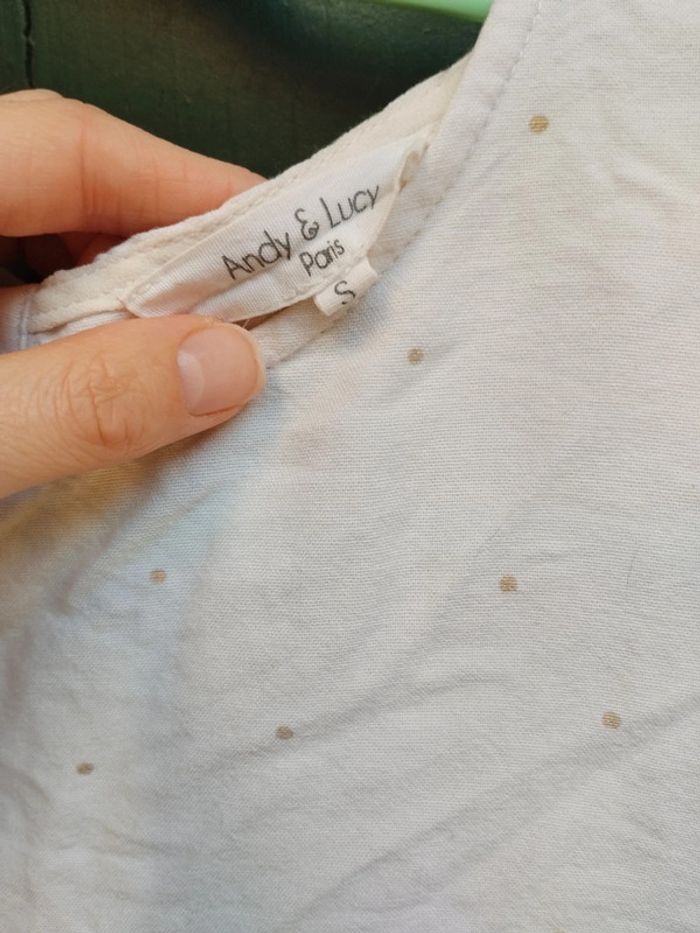 Andy & Lucy
Paris
S